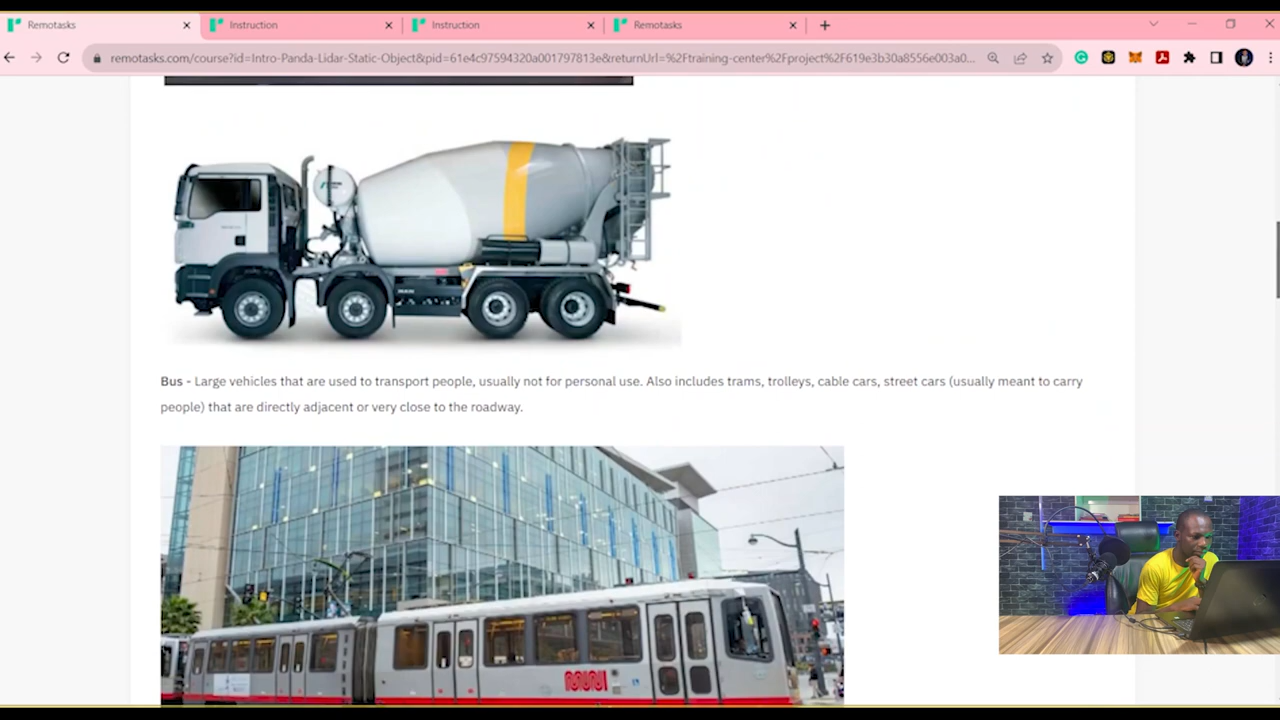 Remotasks
Instruction
Instruction
Remotasks
remotasks.com/course?id=Intro-Panda-Lidar-Static-Object&pid=61e4c97594320a001797813e&returnUrl=%2Ftraining-center%2Fproject%2F619e3b30a8556e003a0...
Bus - Large vehicles that are used to transport people, usually not for personal use. Also includes trams, trolleys, cable cars, street cars (usually meant to carry
people) that are directly adjacent or very close to the roadway.